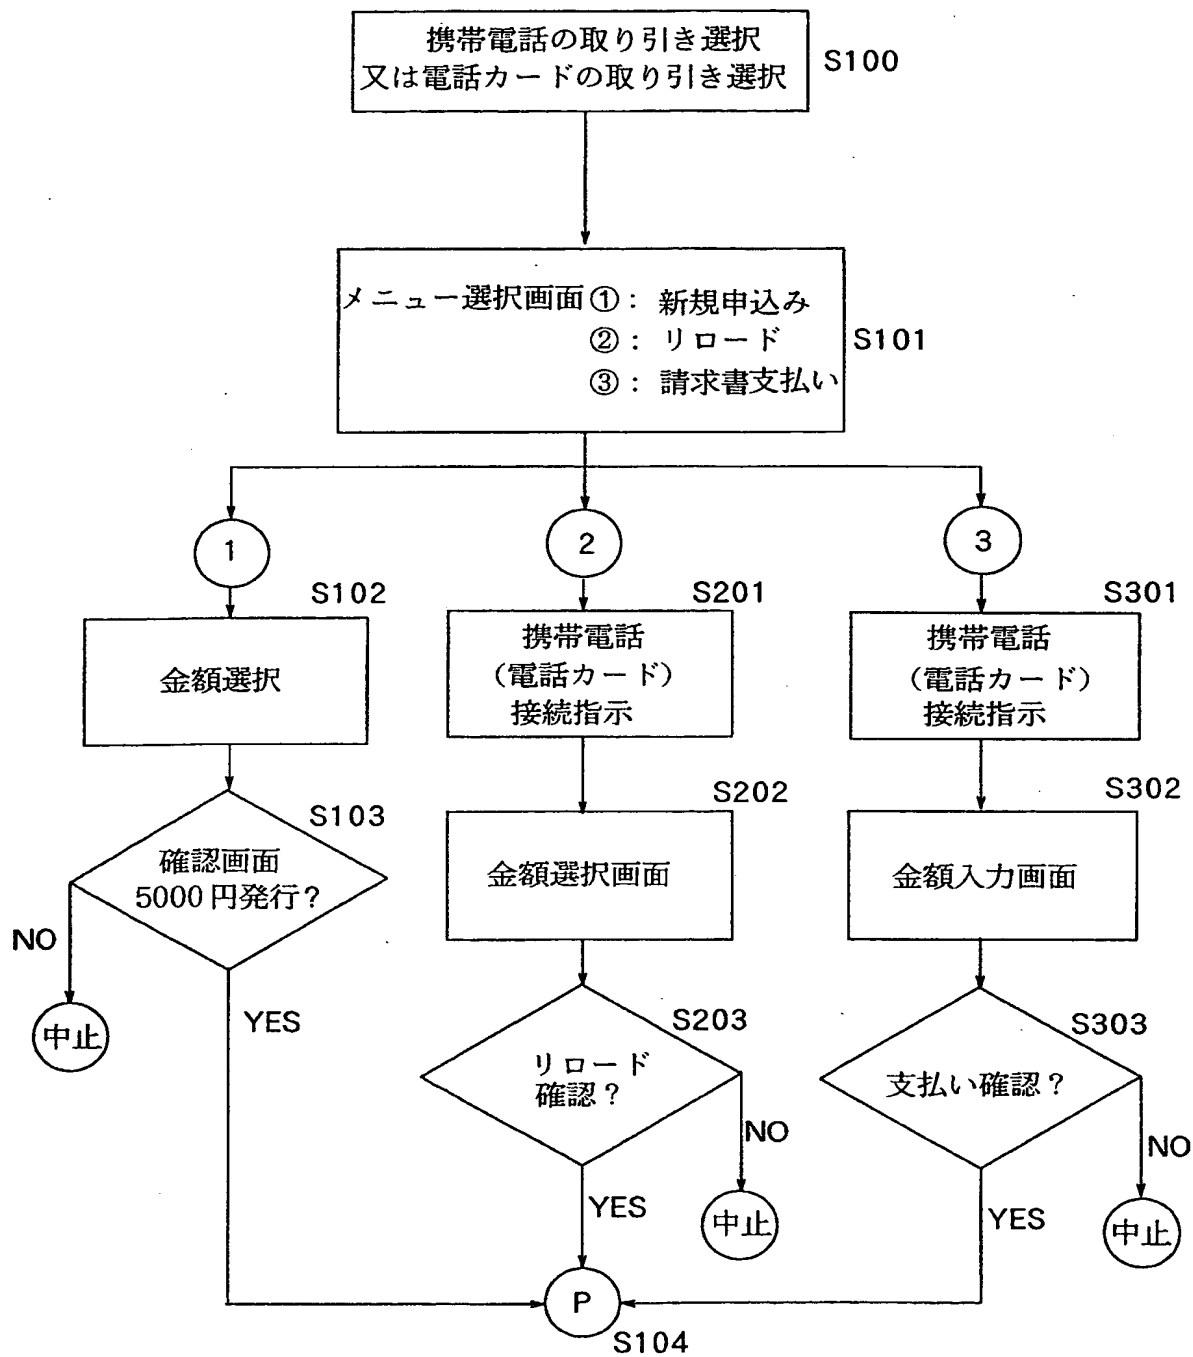 携帯電話の取り引き選択
又は電話カードの取り引き選択
S100
メニュー選択画面①：新規申込み
②：リロード
③：請求書支払い
S101
1
2
3
S102
S201
S301
金額選択
携帯電話
（電話カード）
接続指示
携帯電話
（電話カード）
接続指示
S103
S202
S302
確認画面
5000円発行？
金額選択画面
金額入力画面
NO
中止
YES
S203
リロード
確認？
NO
中止
YES
S303
支払い確認？
NO
中止
YES
P
S104